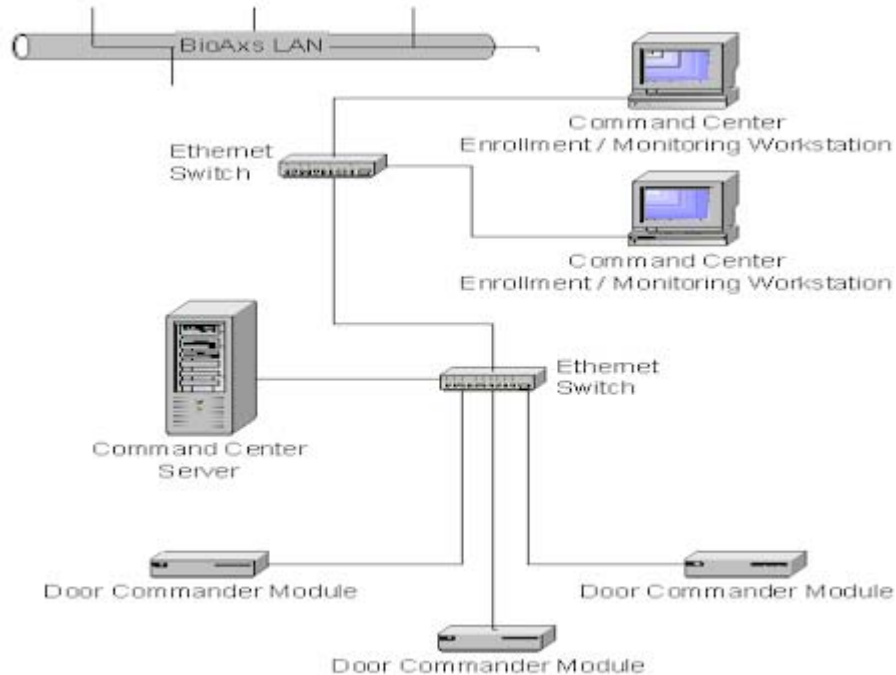 BioAxs LAN
Command Center
Enrollment / Monitoring Workstation
Ethernet
Switch
Command Center
Enrollment / Monitoring Workstation
Ethernet
Switch
Command Center
Server
Door Commander Module
Door Commander Module
Door Commander Module